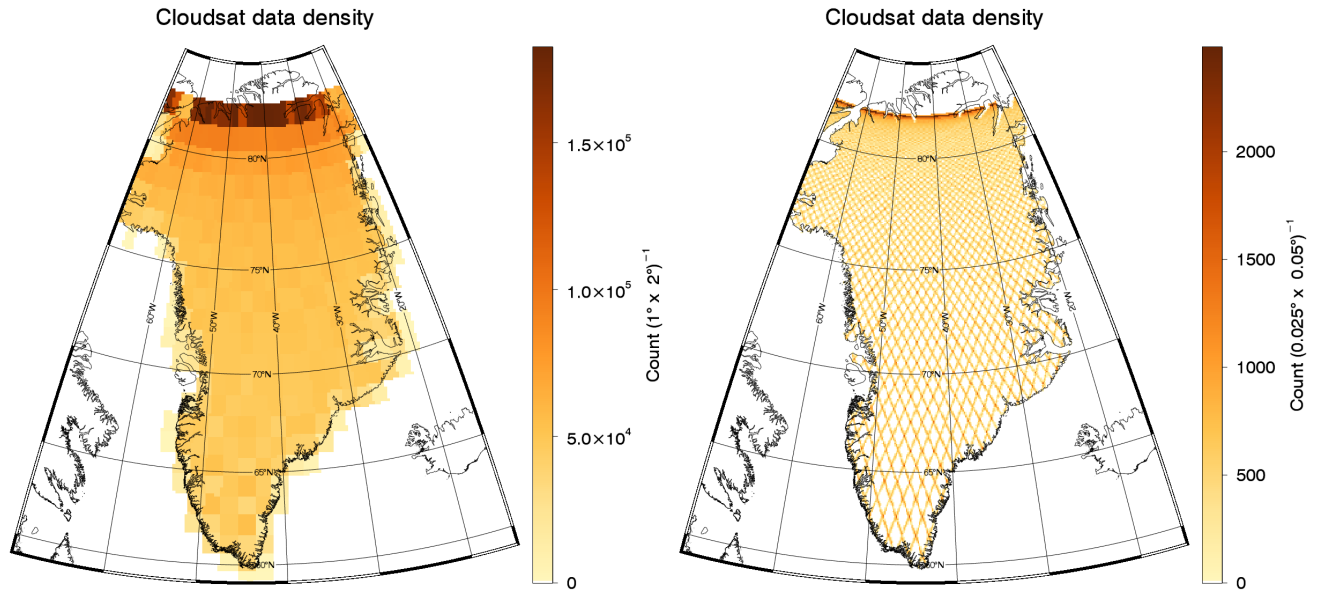 Cloudsat data density
80°N
75°N
70°N
65°N
60°N
60°W
50°W
40°W
30°W
20°W
1.5×10⁵
1.0×10⁵
5.0×10⁴
0
Count (1° x 2°)⁻¹
Cloudsat data density
80°N
75°N
70°N
65°N
60°N
60°W
50°W
40°W
30°W
20°W
2000
1500
1000
500
0
Count (0.025° x 0.05°)⁻¹